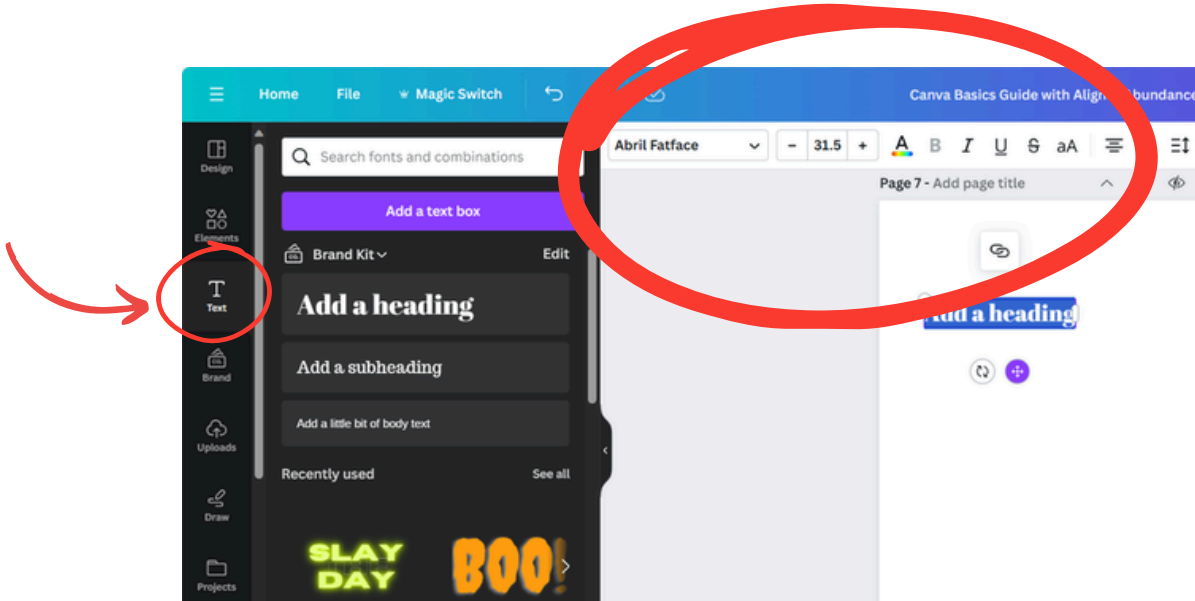 Home File Magic Switch
Canva Basics Guide with Aligned Abundance
Design
Elements
Text
Brand
Uploads
Draw
Projects
Search fonts and combinations
Add a text box
Brand Kit Edit
Add a heading
Add a subheading
Add a little bit of body text
Recently used See all
SLAY
DAY
BOO!
Abril Fatface - 31.5 + A B I U S aA
Page 7 - Add page title
Add a heading